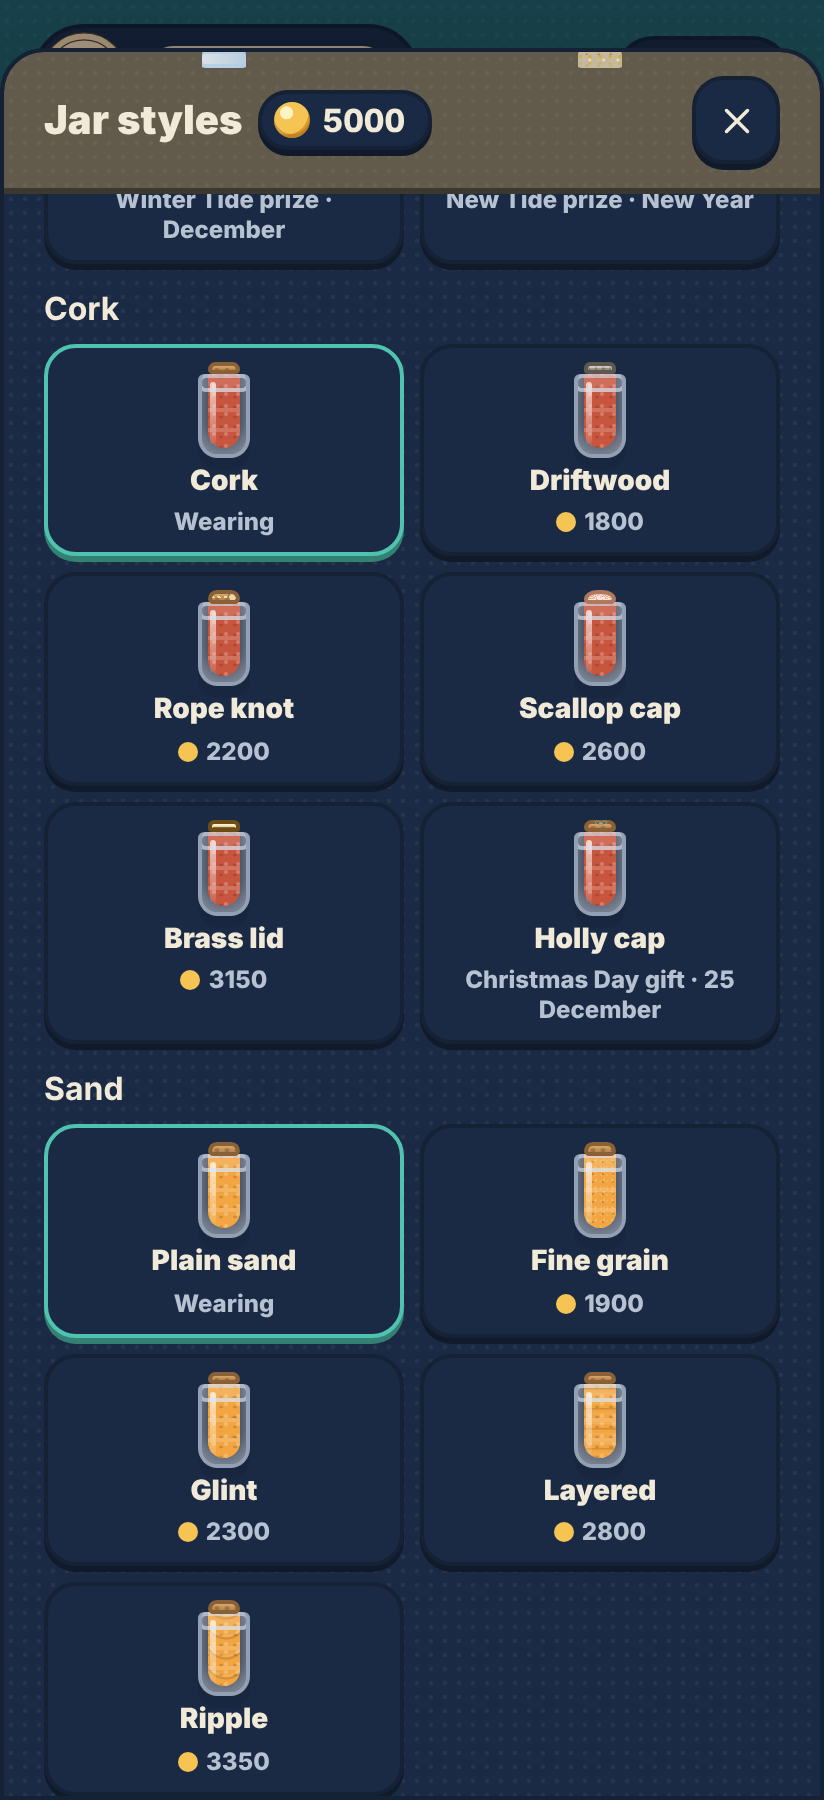 Jar styles
5000
Winter Tide prize ·
December
New Tide prize · New Year
Cork
Cork
Wearing
Driftwood
1800
Rope knot
2200
Scallop cap
2600
Brass lid
3150
Holly cap
Christmas Day gift · 25
December
Sand
Plain sand
Wearing
Fine grain
1900
Glint
2300
Layered
2800
Ripple
3350